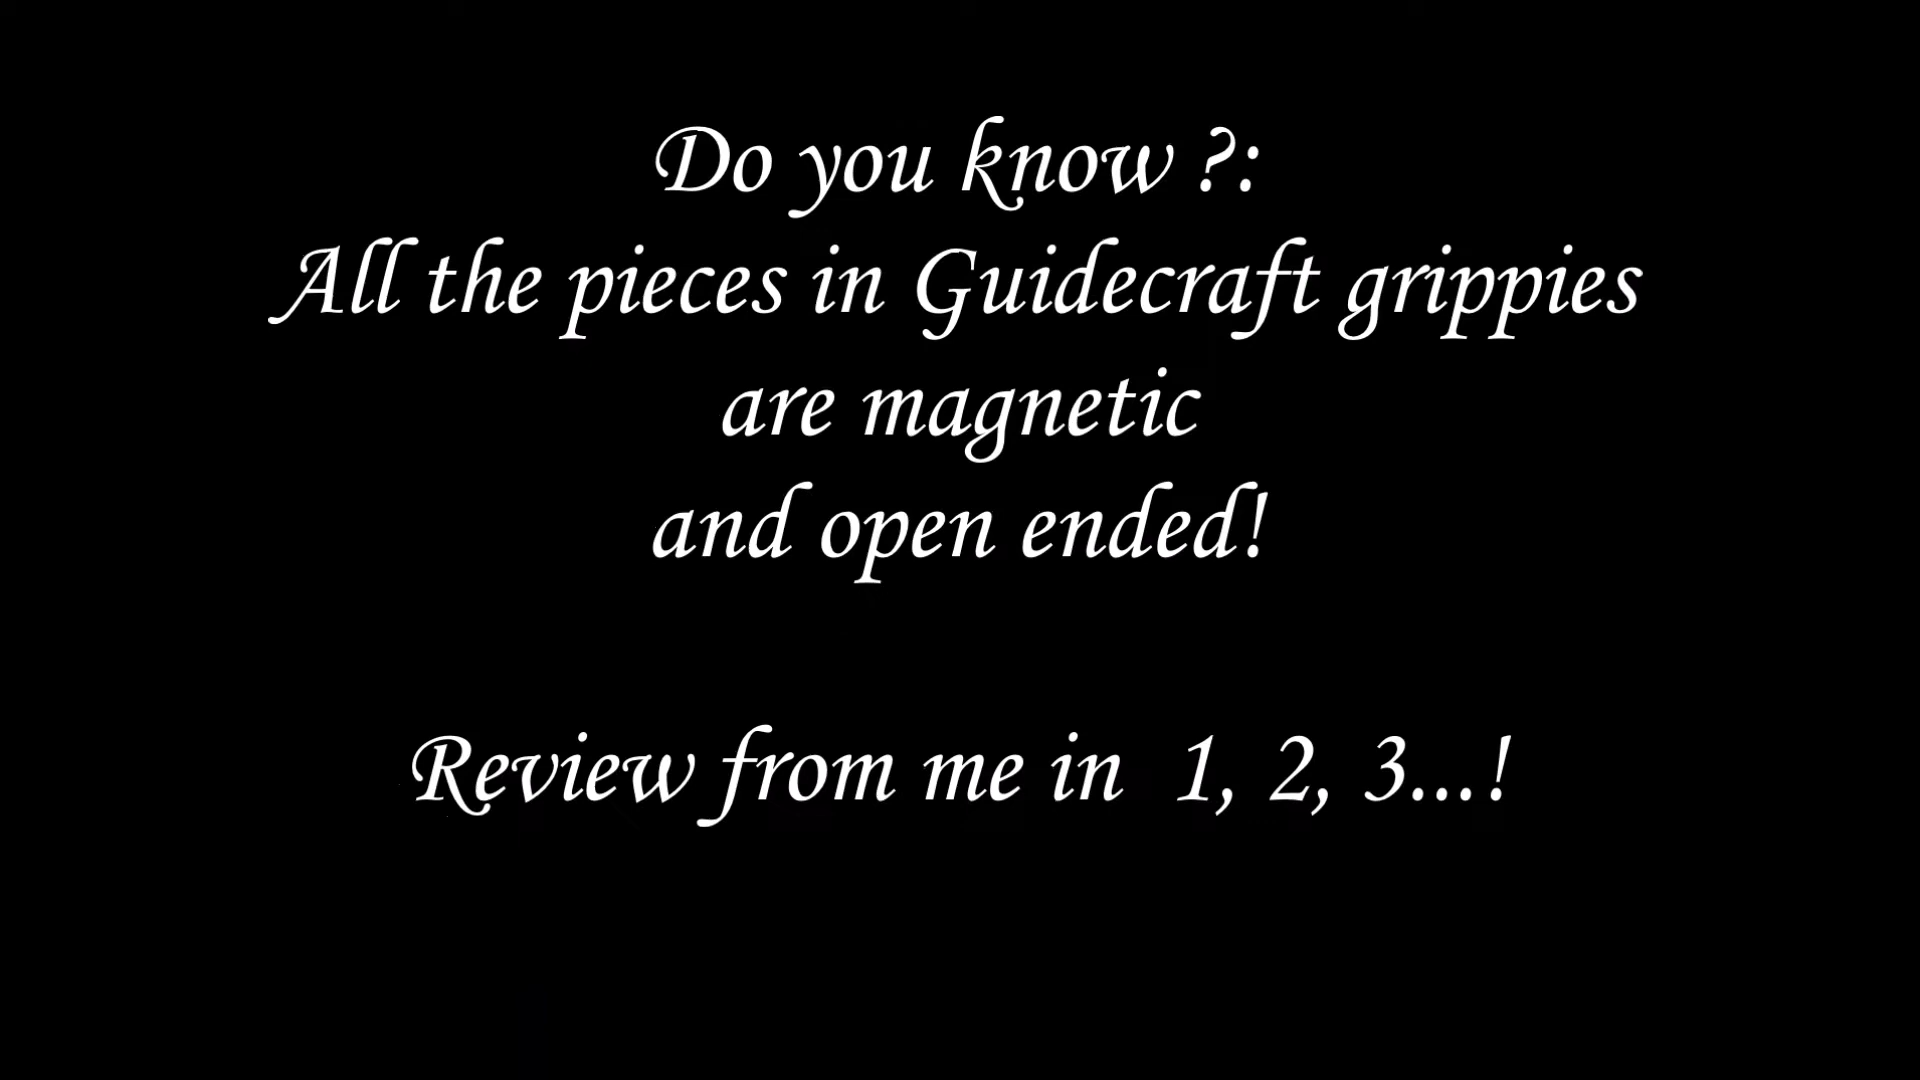 Do you know ?:
All the pieces in Guidecraft grippies
are magnetic
and open ended!
Review from me in 1, 2, 3...!